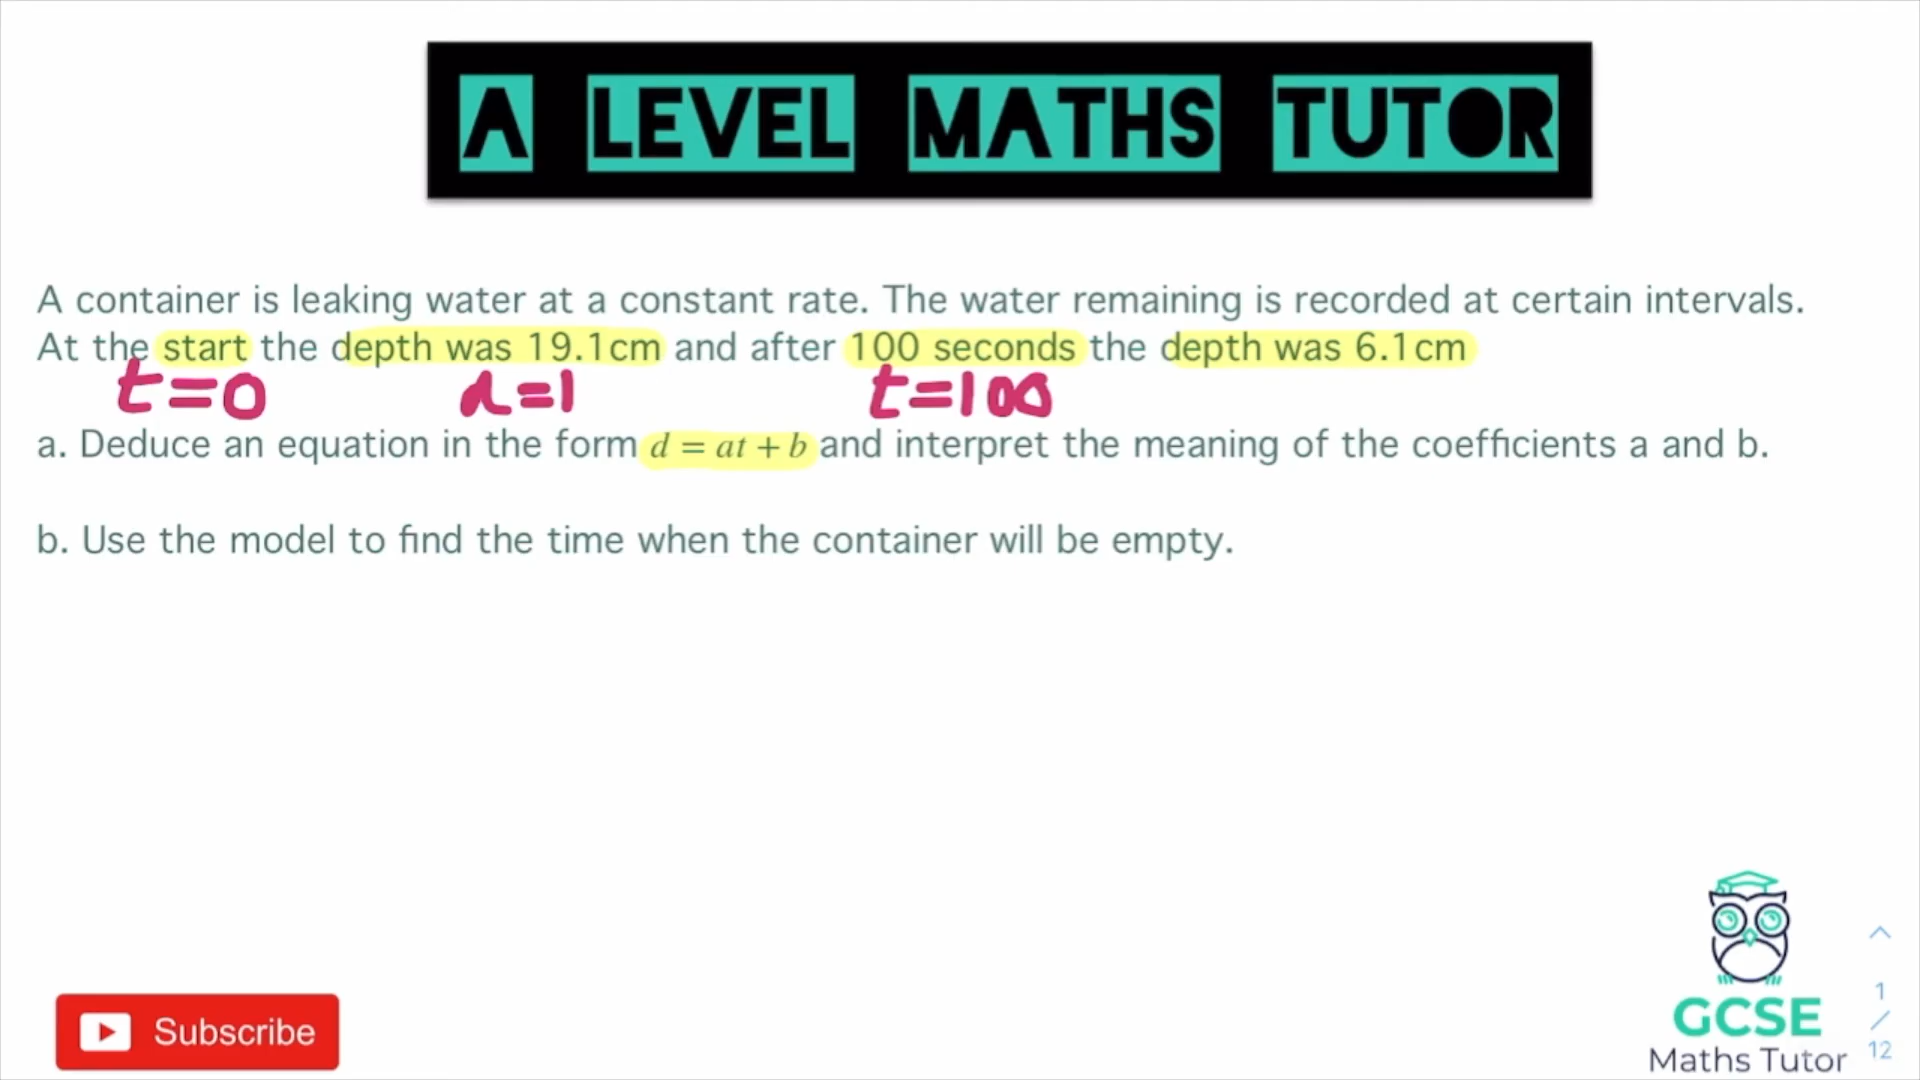 A LEVEL MATHS TUTOR
A container is leaking water at a constant rate. The water remaining is recorded at certain intervals.
At the start the depth was 19.1cm and after 100 seconds the depth was 6.1cm
t=0 d=1 t=100
a. Deduce an equation in the form d = at + b and interpret the meaning of the coefficients a and b.
b. Use the model to find the time when the container will be empty.
Subscribe
GCSE
Maths Tutor
1
/
12